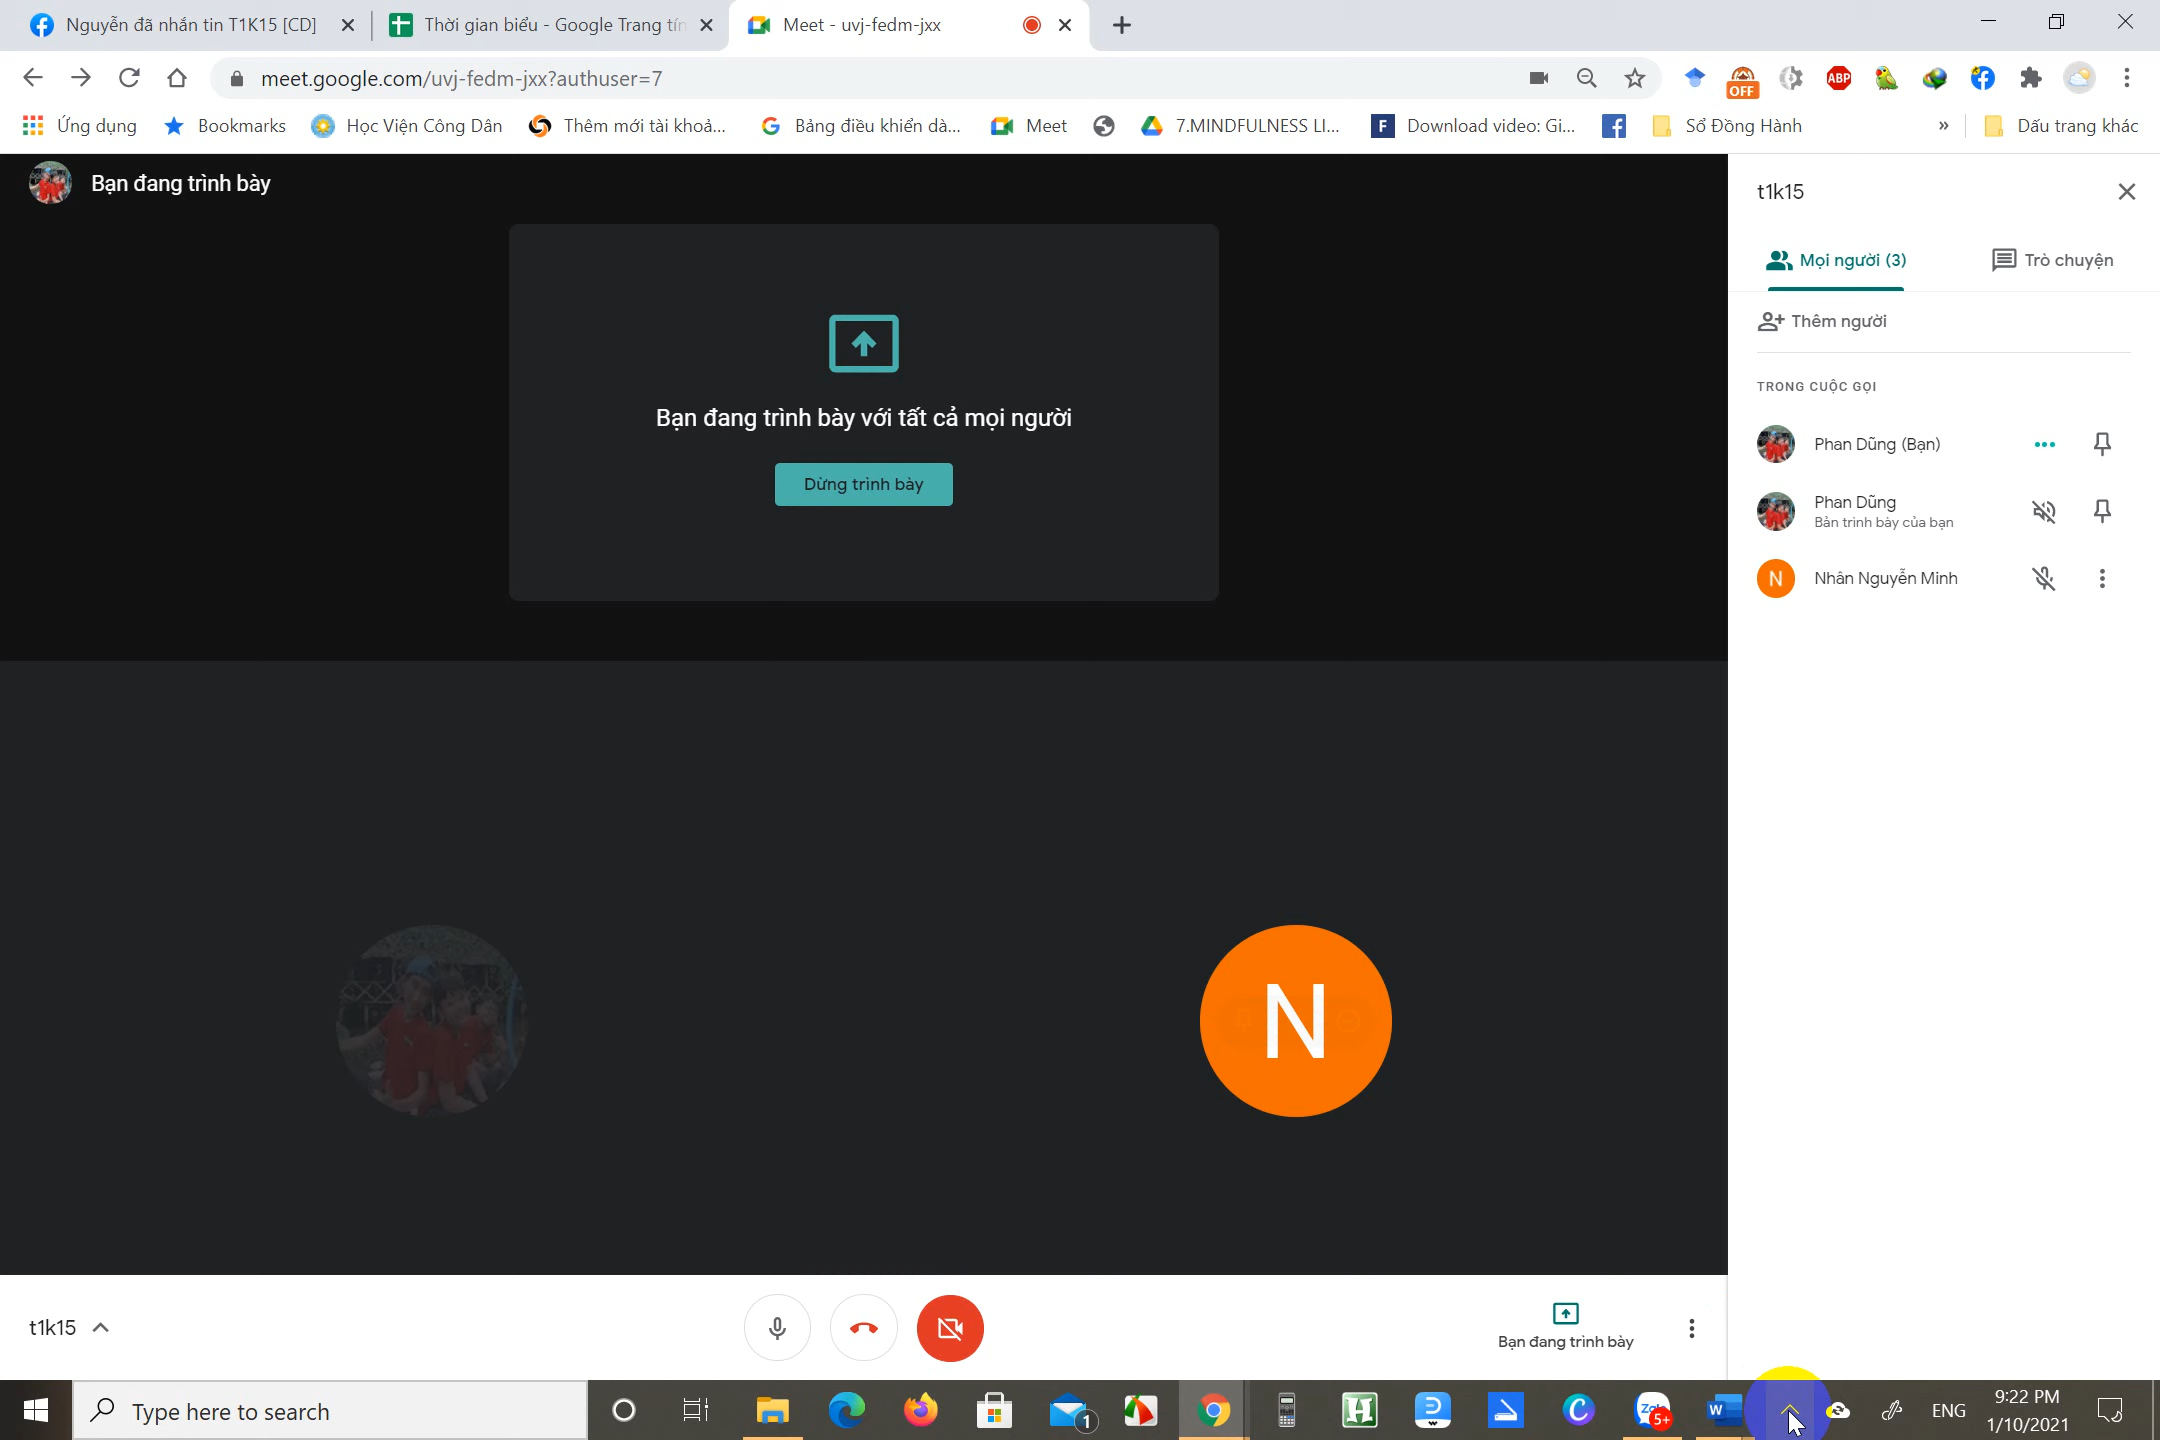 Nguyễn đã nhắn tin T1K15 [CD]
Thời gian biểu - Google Trang tín
Meet - uvj-fedm-jxx
meet.google.com/uvj-fedm-jxx?authuser=7
OFF
ABP
Ứng dụng
Bookmarks
Học Viện Công Dân
Thêm mới tài khoả...
Bảng điều khiển dà...
Meet
7.MINDFULNESS LI...
F
Download video: Gi...
Sổ Đồng Hành
»
Dấu trang khác
Bạn đang trình bày
Bạn đang trình bày với tất cả mọi người
Dừng trình bày
t1k15
Mọi người (3)
Trò chuyện
Thêm người
TRONG CUỘC GỌI
Phan Dũng (Bạn)
Phan Dũng
Bản trình bày của bạn
N
Nhân Nguyễn Minh
N
t1k15
Bạn đang trình bày
Type here to search
1
Zalo
5+
W
ENG
9:22 PM
1/10/2021